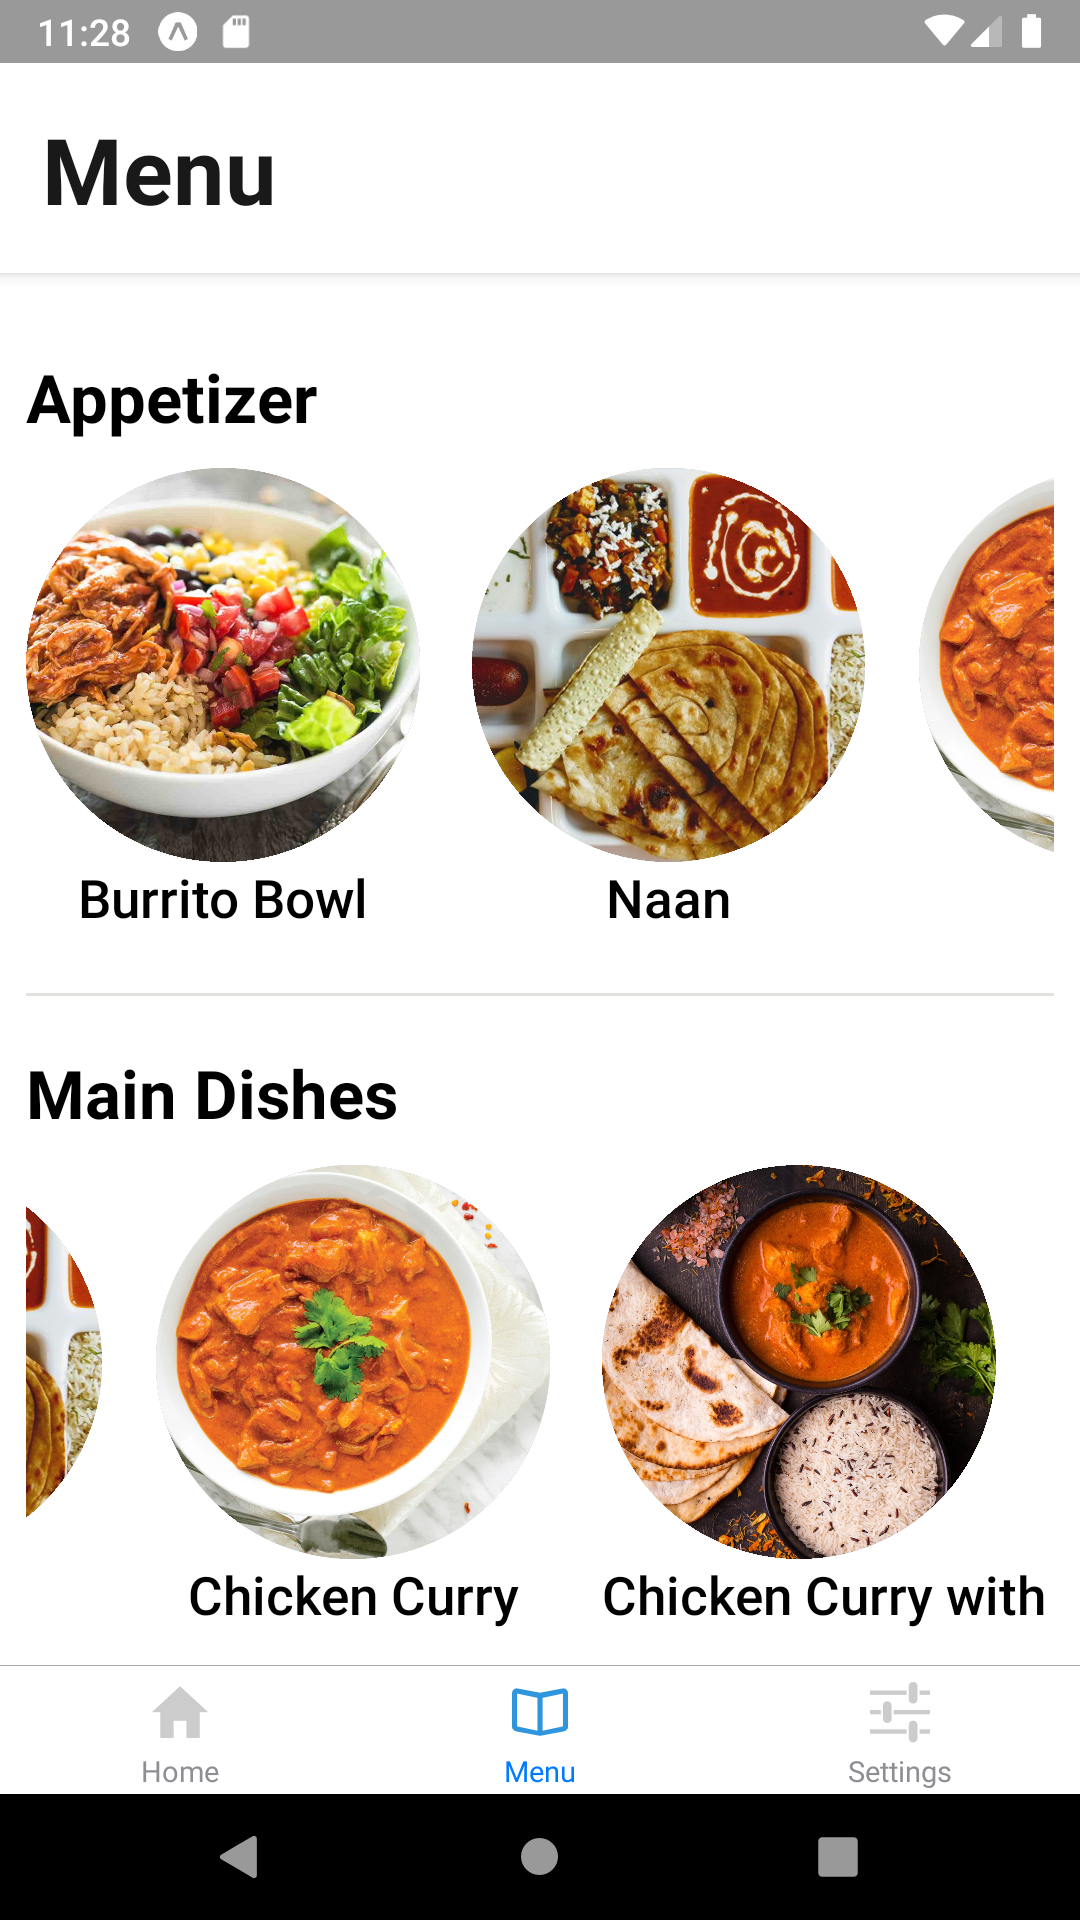 11:28
Menu
Appetizer
Burrito Bowl
Naan
Main Dishes
Chicken Curry
Chicken Curry with
Home
Menu
Settings